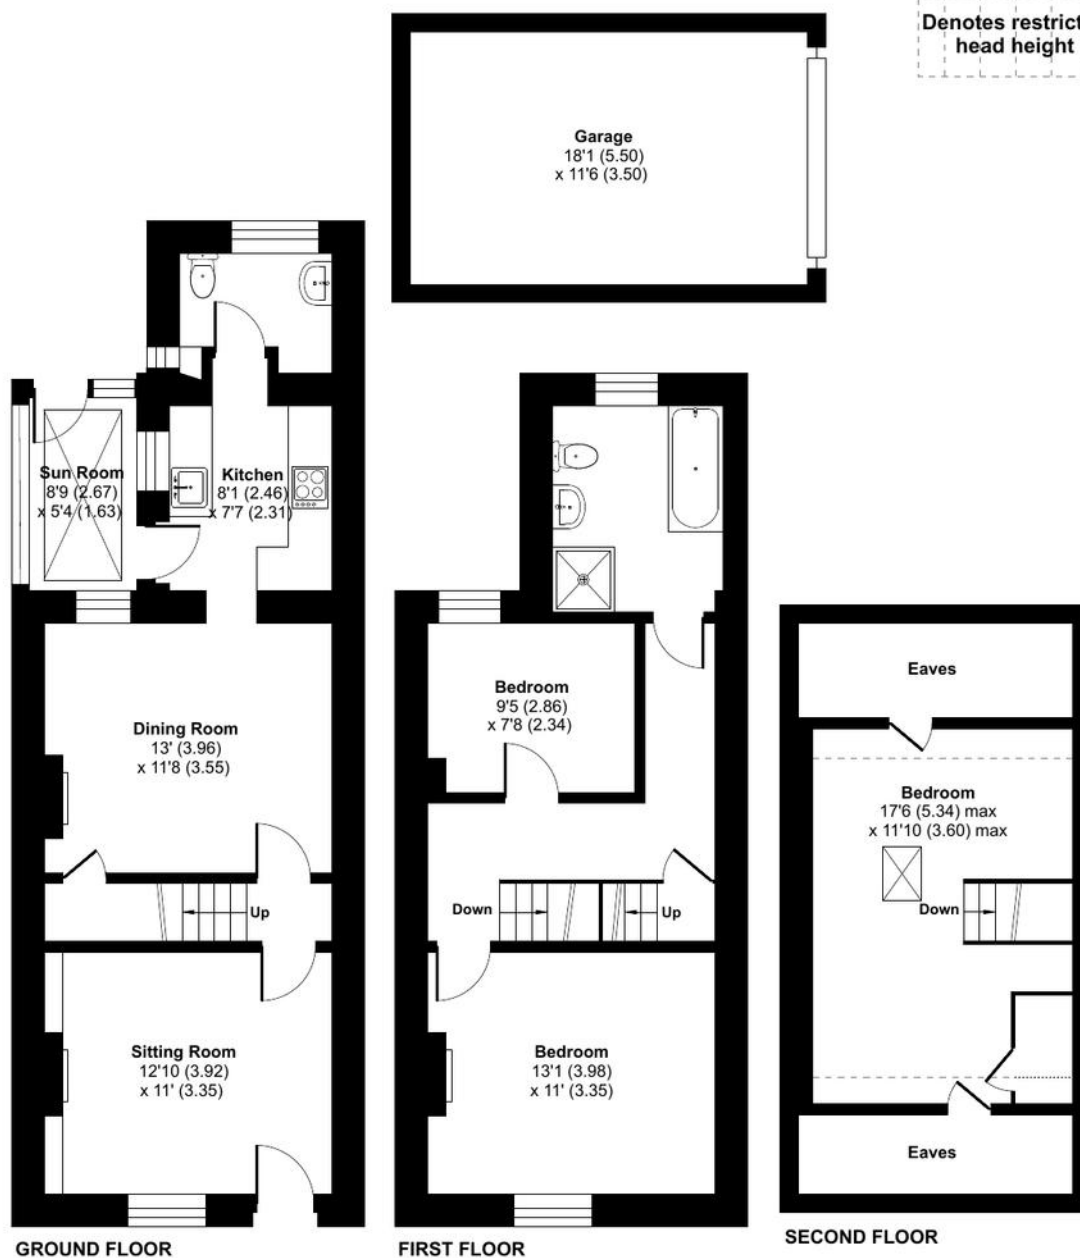 Denotes restrict
head height
Garage
18'1 (5.50)
x 11'6 (3.50)
Sun Room
8'9 (2.67)
x 5'4 (1.63)
Kitchen
8'1 (2.46)
x 7'7 (2.31)
Dining Room
13' (3.96)
x 11'8 (3.55)
Up
Sitting Room
12'10 (3.92)
x 11' (3.35)
GROUND FLOOR
Bedroom
9'5 (2.86)
x 7'8 (2.34)
Down
Up
Bedroom
13'1 (3.98)
x 11' (3.35)
FIRST FLOOR
Eaves
Bedroom
17'6 (5.34) max
x 11'10 (3.60) max
Down
Eaves
SECOND FLOOR